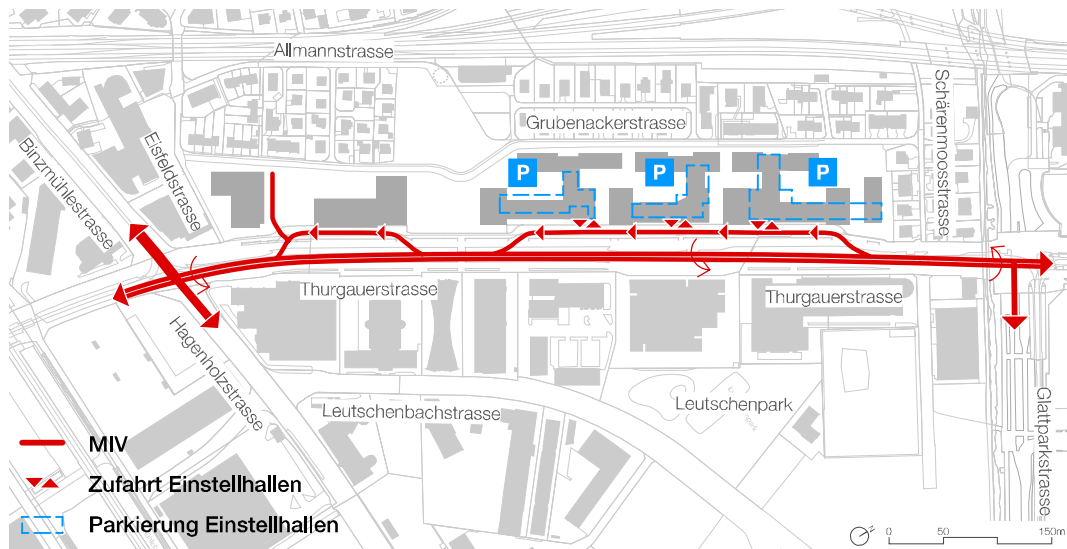 Allmannstrasse
Schärenmoosstrasse
Grubenackerstrasse
Binzmühlestrasse
Eisfeldstrasse
P
P
P
Thurgauerstrasse
Thurgauerstrasse
Hagenholzstrasse
Leutschenbachstrasse
Leutschenpark
Glattparkstrasse
MIV
Zufahrt Einstellhallen
Parkierung Einstellhallen
0 50 150m